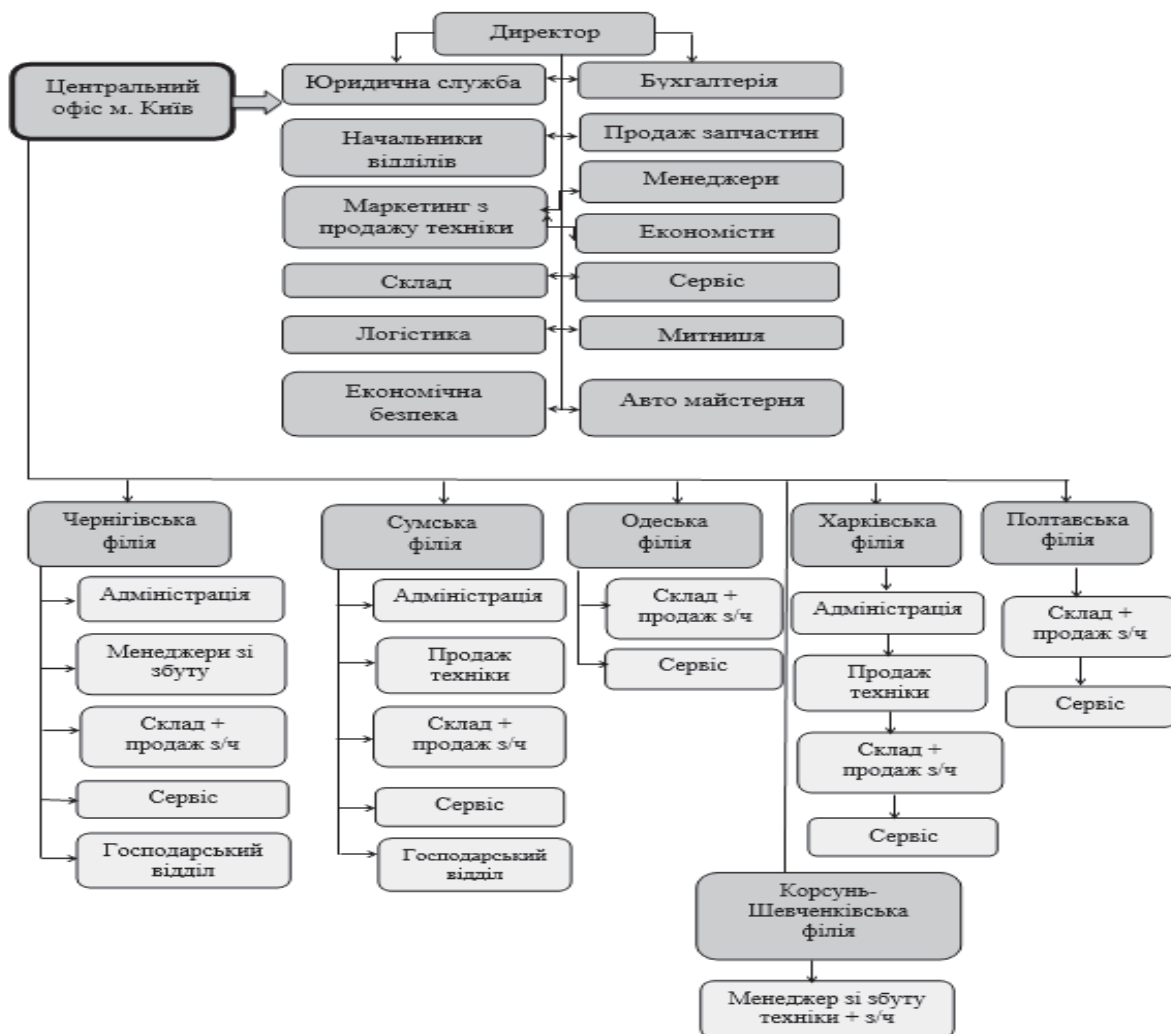 Директор
Центральний
офіс м. Київ
Юридична служба
Бухгалтерія
Начальники
відділів
Продаж запчастин
Маркетинг з
продажу техніки
Менеджери
Економісти
Склад
Сервіс
Логістика
Митниця
Економічна
безпека
Авто майстерня
Чернігівська
філія
Адміністрація
Менеджери зі
збуту
Склад +
продаж з/ч
Сервіс
Господарський
відділ
Сумська
філія
Адміністрація
Продаж
техніки
Склад +
продаж з/ч
Сервіс
Господарський
відділ
Одеська
філія
Склад +
продаж з/ч
Сервіс
Харківська
філія
Адміністрація
Продаж
техніки
Склад +
продаж з/ч
Сервіс
Полтавська
філія
Склад +
продаж з/ч
Сервіс
Корсунь-
Шевченківська
філія
Менеджер зі збуту
техніки + з/ч